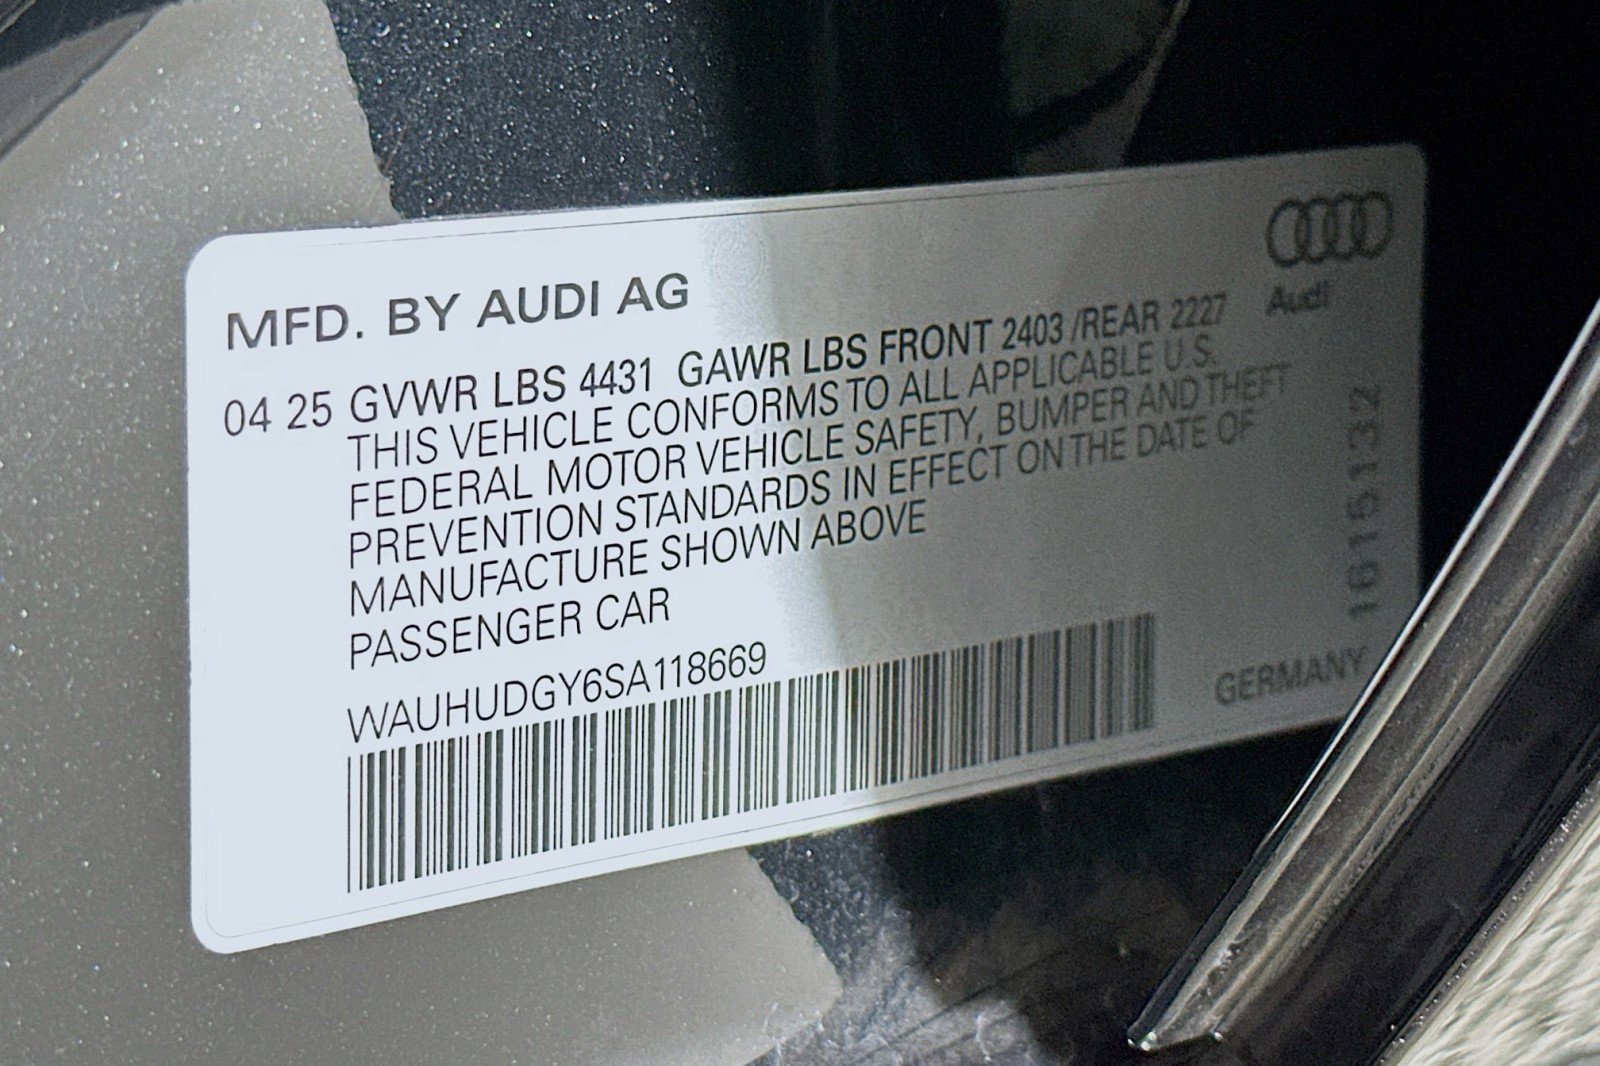 MFD. BY AUDI AG
Audi
04 25 GVWR LBS 4431 GAWR LBS FRONT 2403 /REAR 2227
THIS VEHICLE CONFORMS TO ALL APPLICABLE U.S.
FEDERAL MOTOR VEHICLE SAFETY, BUMPER AND THEFT
PREVENTION STANDARDS IN EFFECT ON THE DATE OF
MANUFACTURE SHOWN ABOVE
PASSENGER CAR
WAUHUDGY6SA118669
GERMANY
16115132